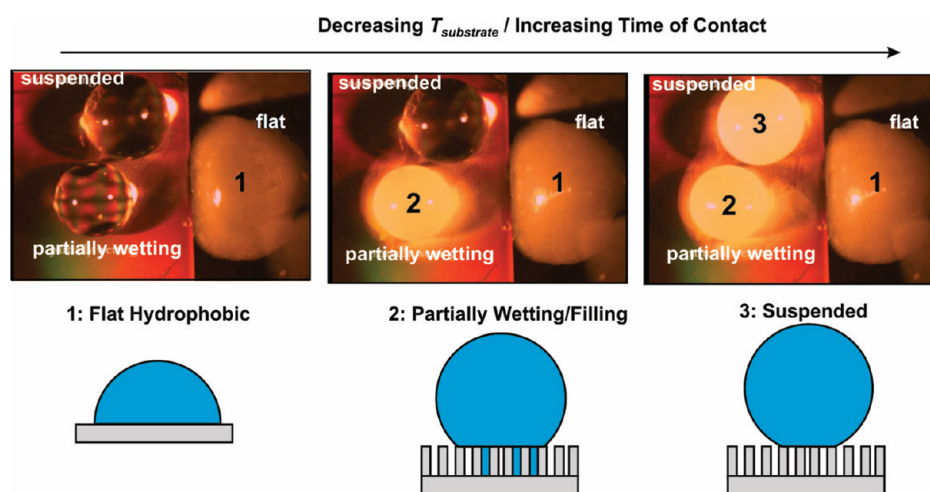 Decreasing Tsubstrate / Increasing Time of Contact
suspended
flat
1
partially wetting
suspended
flat
1
2
partially wetting
suspended
3
flat
1
2
partially wetting
1: Flat Hydrophobic
2: Partially Wetting/Filling
3: Suspended